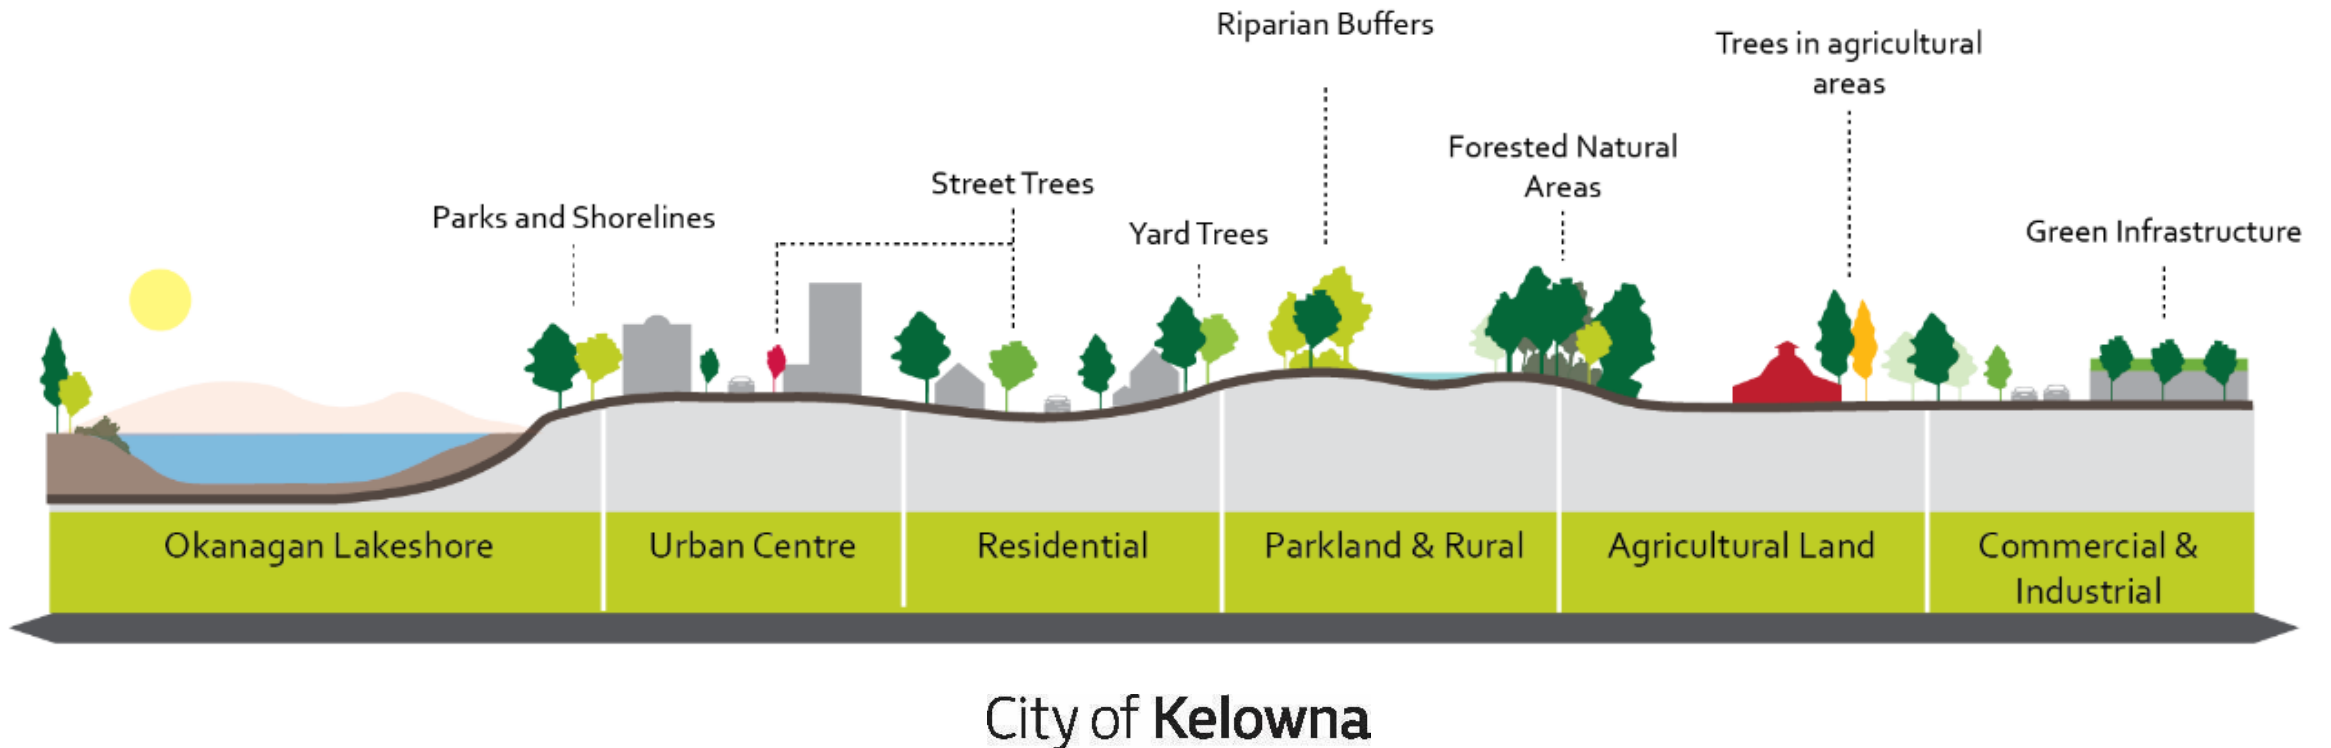 Riparian Buffers
Trees in agricultural
areas
Forested Natural
Areas
Street Trees
Parks and Shorelines
Yard Trees
Green Infrastructure
Okanagan Lakeshore
Urban Centre
Residential
Parkland & Rural
Agricultural Land
Commercial &
Industrial
City of Kelowna